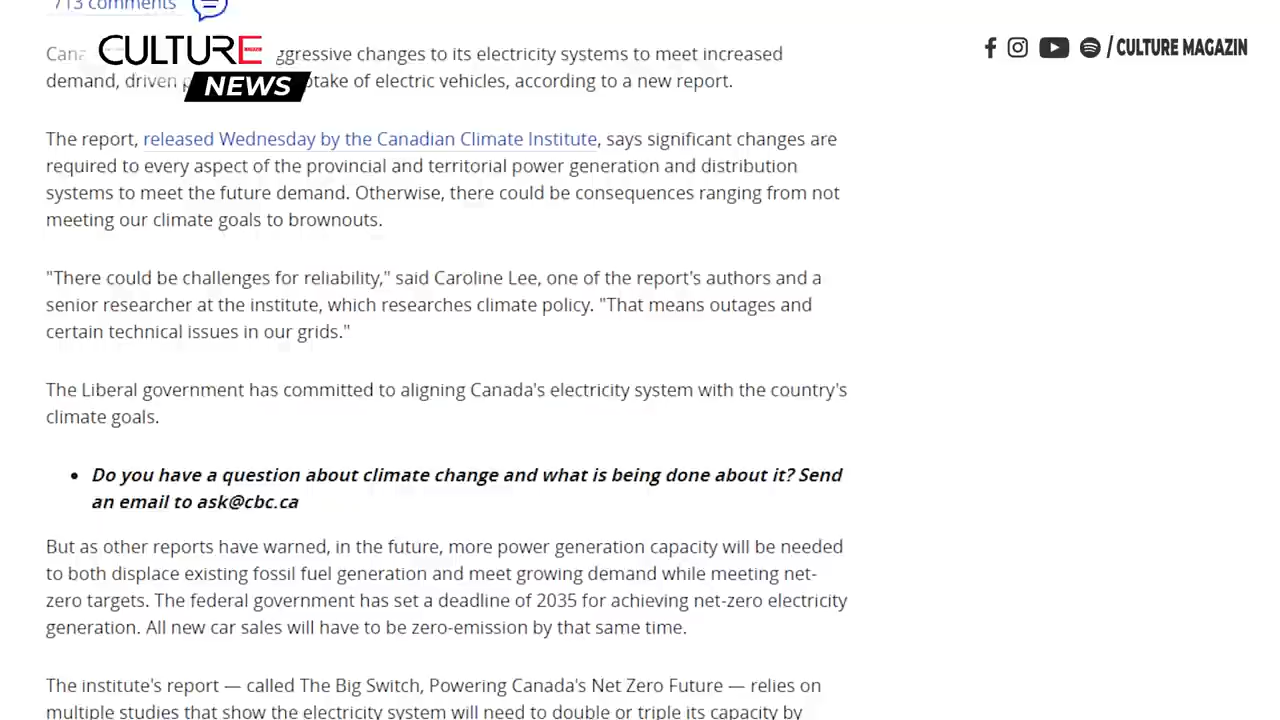 713 comments
CULTURE
NEWS
/ CULTURE MAGAZIN
ggressive changes to its electricity systems to meet increased
demand, driven take of electric vehicles, according to a new report.
The report, released Wednesday by the Canadian Climate Institute, says significant changes are
required to every aspect of the provincial and territorial power generation and distribution
systems to meet the future demand. Otherwise, there could be consequences ranging from not
meeting our climate goals to brownouts.
"There could be challenges for reliability," said Caroline Lee, one of the report's authors and a
senior researcher at the institute, which researches climate policy. "That means outages and
certain technical issues in our grids."
The Liberal government has committed to aligning Canada's electricity system with the country's
climate goals.
• Do you have a question about climate change and what is being done about it? Send
an email to ask@cbc.ca
But as other reports have warned, in the future, more power generation capacity will be needed
to both displace existing fossil fuel generation and meet growing demand while meeting net-
zero targets. The federal government has set a deadline of 2035 for achieving net-zero electricity
generation. All new car sales will have to be zero-emission by that same time.
The institute's report — called The Big Switch, Powering Canada's Net Zero Future — relies on
multiple studies that show the electricity system will need to double or triple its capacity by